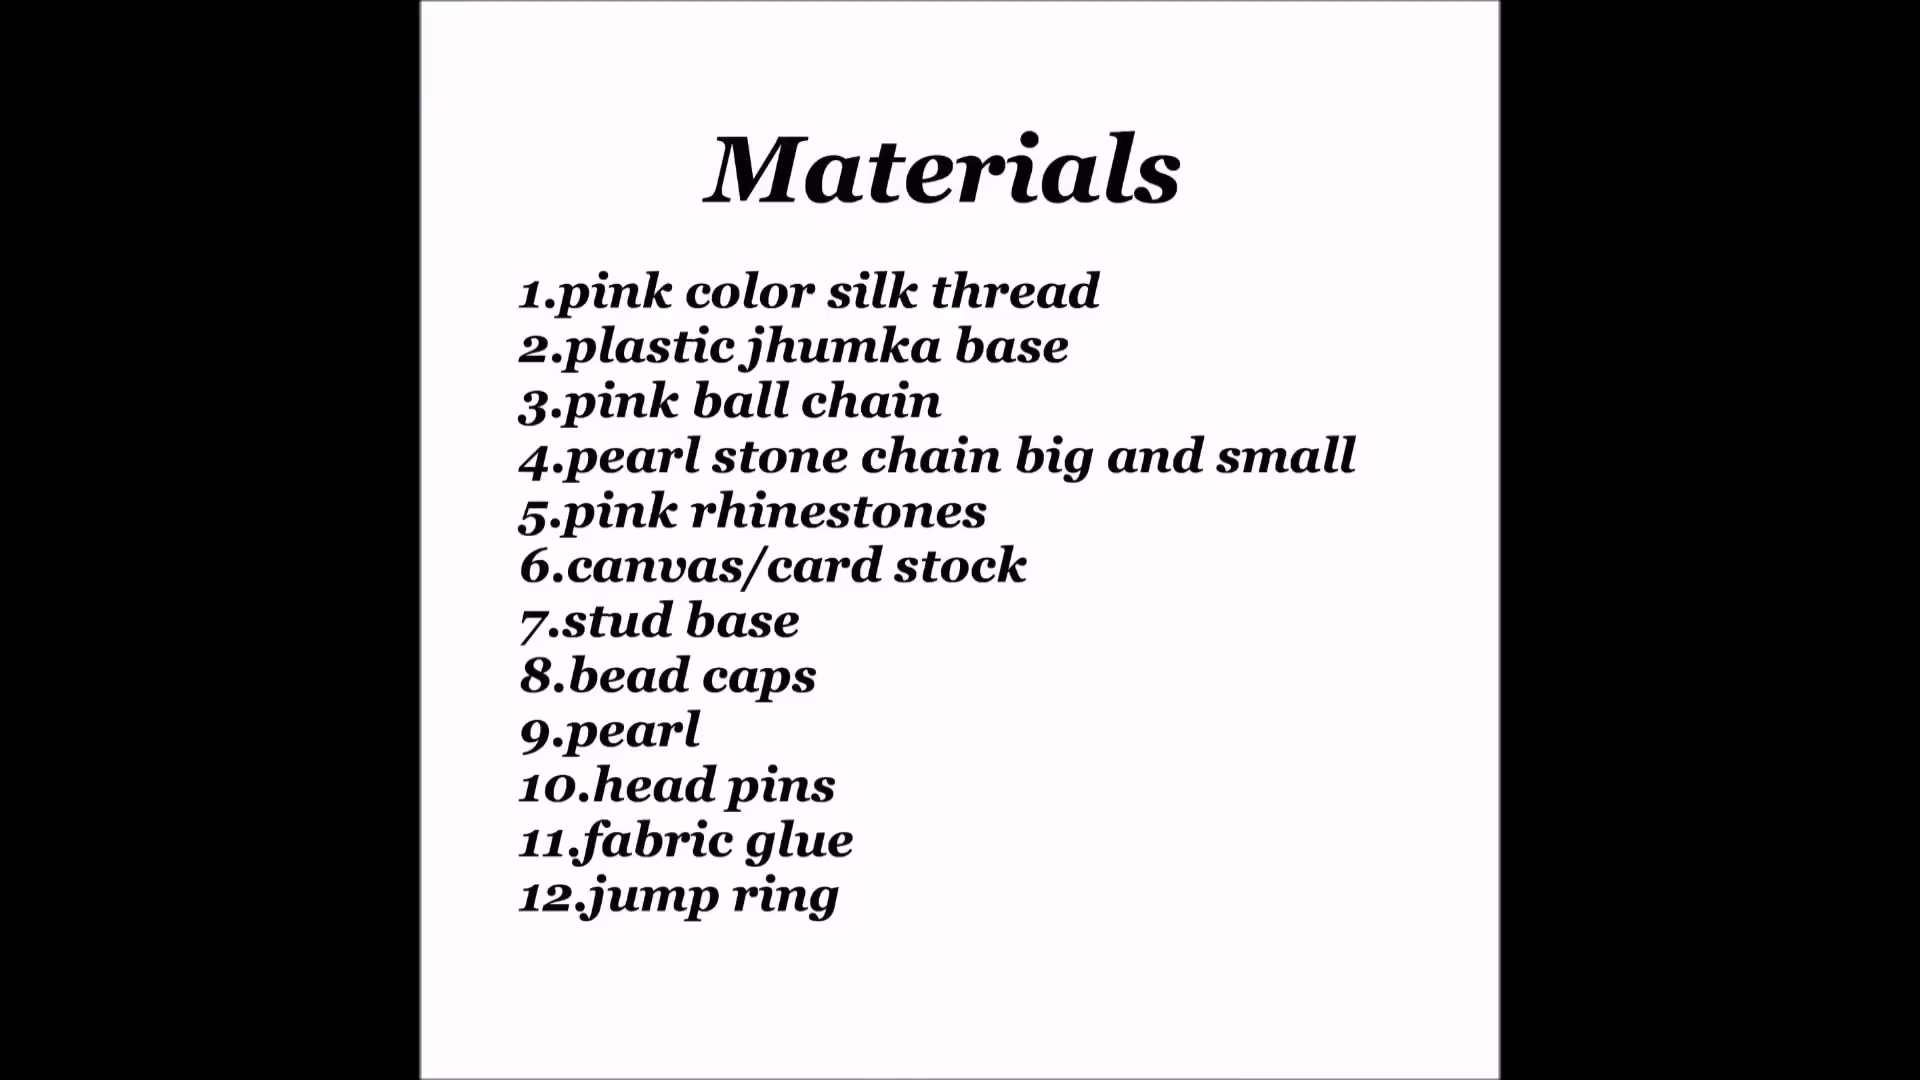 Materials
1.pink color silk thread
2.plastic jhumka base
3.pink ball chain
4.pearl stone chain big and small
5.pink rhinestones
6.canvas/card stock
7.stud base
8.bead caps
9.pearl
10.head pins
11.fabric glue
12.jump ring